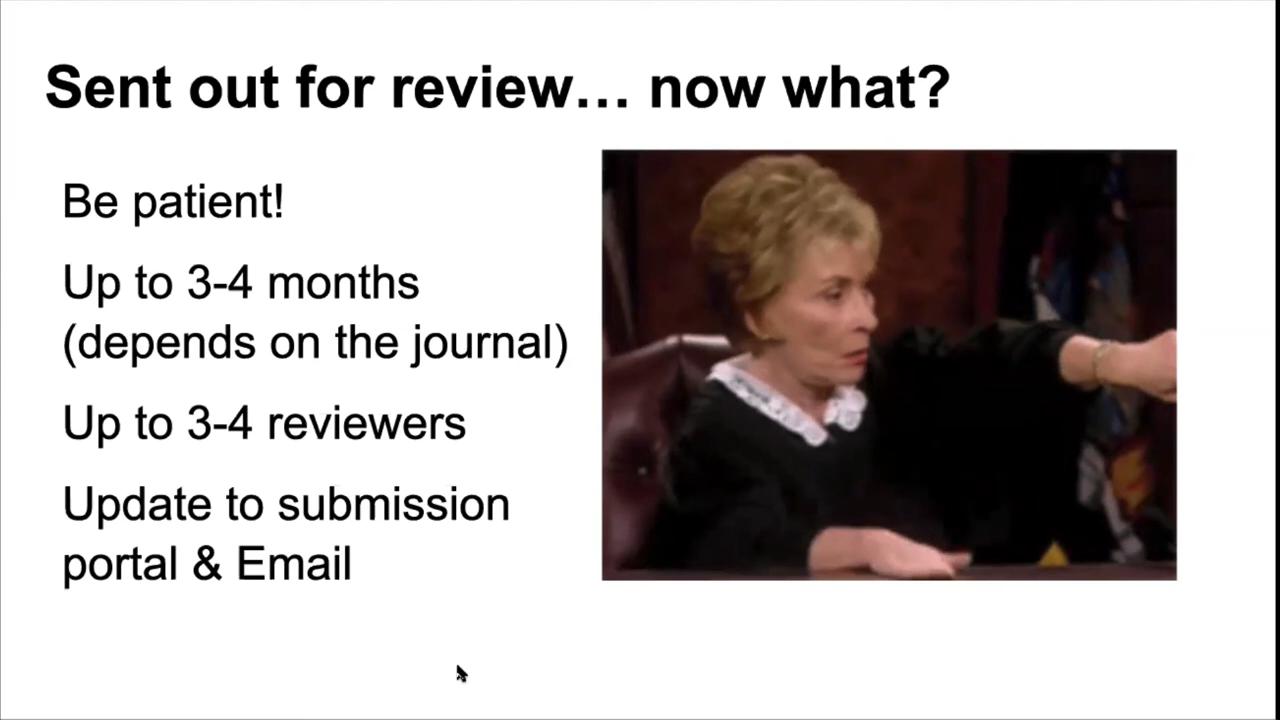 Sent out for review… now what?
Be patient!
Up to 3-4 months
(depends on the journal)
Up to 3-4 reviewers
Update to submission
portal & Email